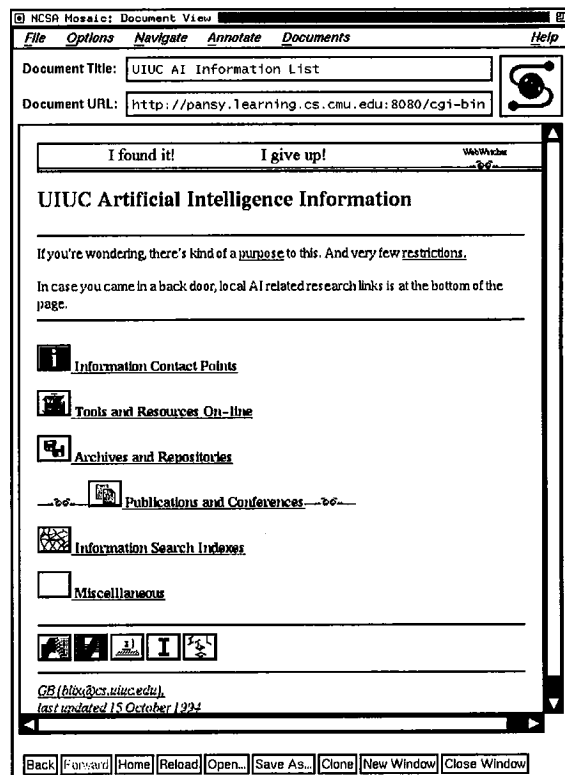 NCSA Mosaic: Document View
File Options Navigate Annotate Documents Help
Document Title: UIUC AI Information List
Document URL: http://pansy.learning.cs.cmu.edu:8080/cgi-bin
I found it! I give up! WebWatcher
UIUC Artificial Intelligence Information
If you're wondering, there's kind of a purpose to this. And very few restrictions.
In case you came in a back door, local AI related research links is at the bottom of the
page.
i Information Contact Points
Tools and Resources On-line
Archives and Repositories
Publications and Conferences
Information Search Indexes
Miscelllaneous
I
GB (blix@cs.uiuc.edu),
last updated 15 October 1994
Back Forward Home Reload Open... Save As... Clone New Window Close Window